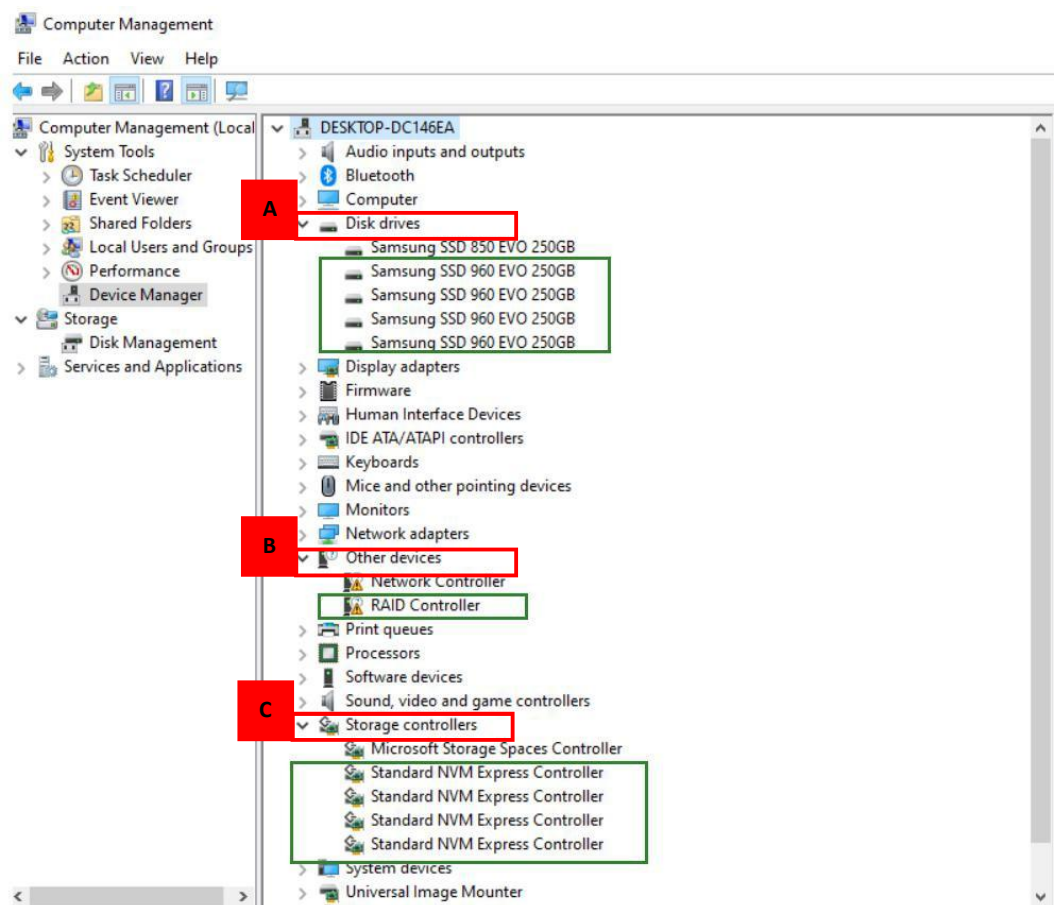 Computer Management
File Action View Help
Computer Management (Local
System Tools
Task Scheduler
Event Viewer
Shared Folders
Local Users and Groups
Performance
Device Manager
Storage
Disk Management
Services and Applications
DESKTOP-DC146EA
Audio inputs and outputs
Bluetooth
Computer
A
Disk drives
Samsung SSD 850 EVO 250GB
Samsung SSD 960 EVO 250GB
Samsung SSD 960 EVO 250GB
Samsung SSD 960 EVO 250GB
Samsung SSD 960 EVO 250GB
Display adapters
Firmware
Human Interface Devices
IDE ATA/ATAPI controllers
Keyboards
Mice and other pointing devices
Monitors
Network adapters
B
Other devices
Network Controller
RAID Controller
Print queues
Processors
Software devices
Sound, video and game controllers
C
Storage controllers
Microsoft Storage Spaces Controller
Standard NVM Express Controller
Standard NVM Express Controller
Standard NVM Express Controller
Standard NVM Express Controller
System devices
Universal Image Mounter